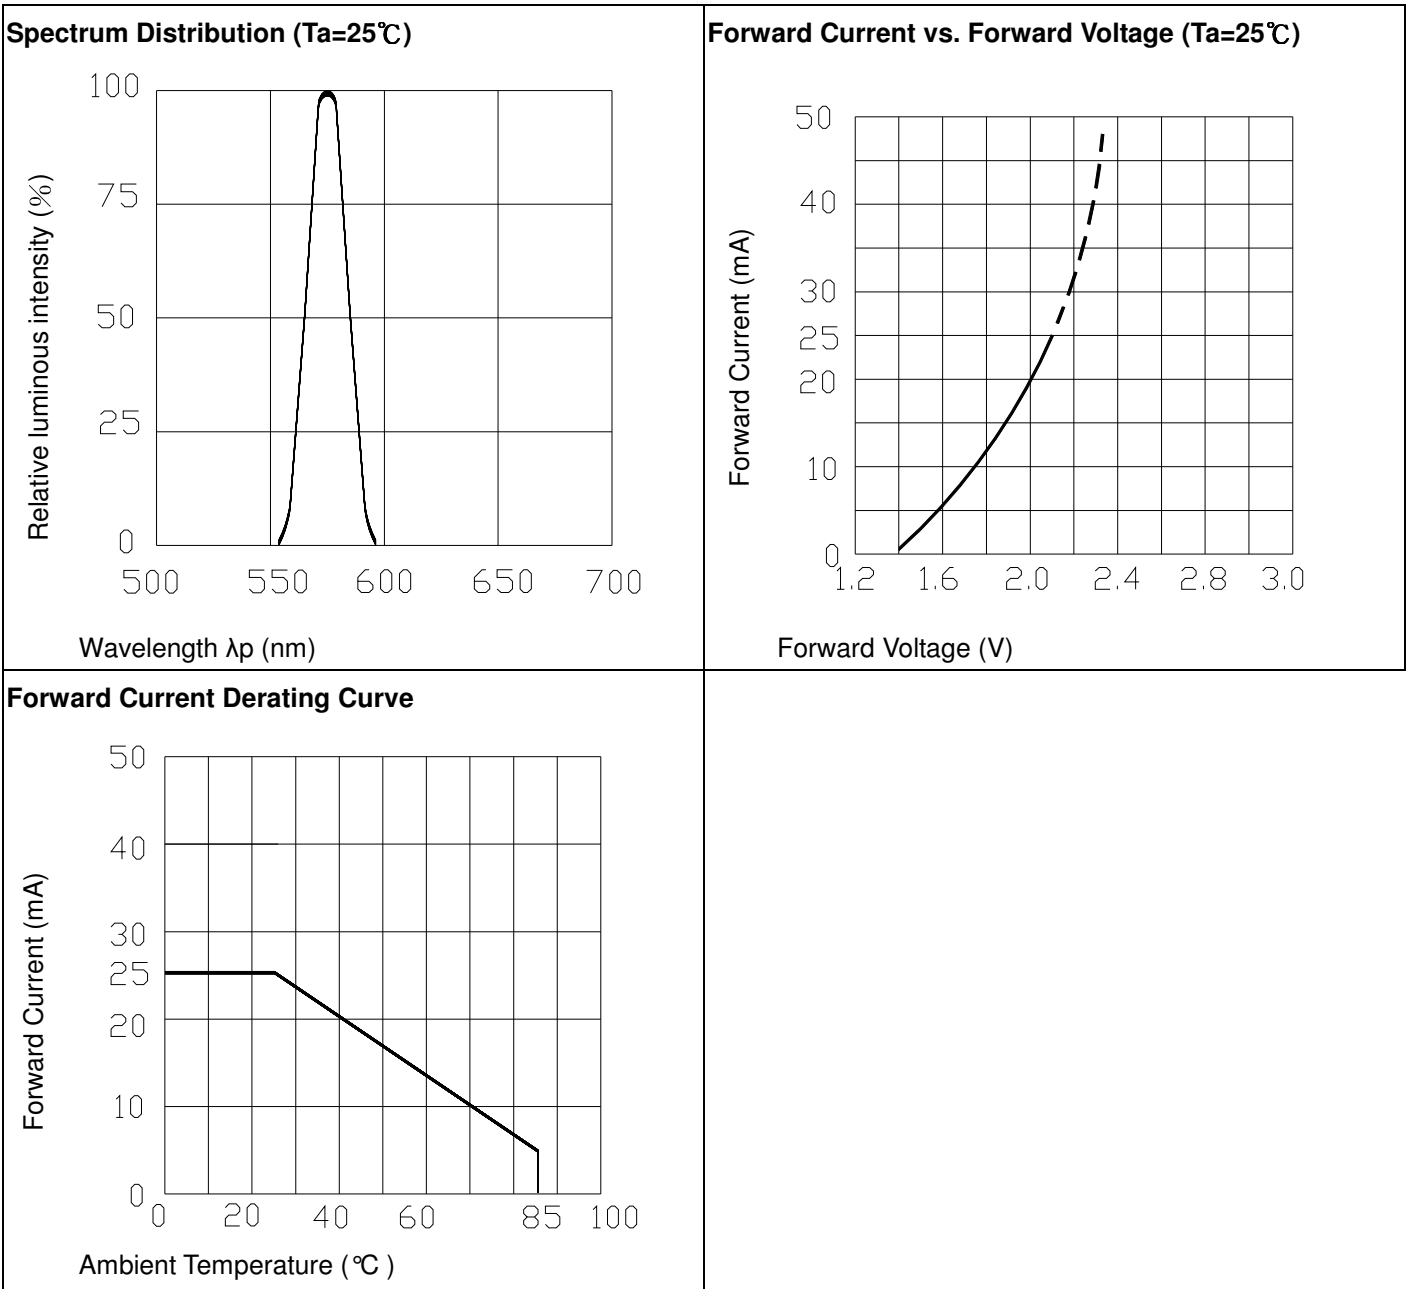 Spectrum Distribution (Ta=25℃)
100
75
50
25
0
500 550 600 650 700
Relative luminous intensity (%)
Wavelength λp (nm)
Forward Current vs. Forward Voltage (Ta=25℃)
50
40
30
25
20
10
0
1.2 1.6 2.0 2.4 2.8 3.0
Forward Current (mA)
Forward Voltage (V)
Forward Current Derating Curve
50
40
30
25
20
10
0
0 20 40 60 85 100
Forward Current (mA)
Ambient Temperature (℃ )